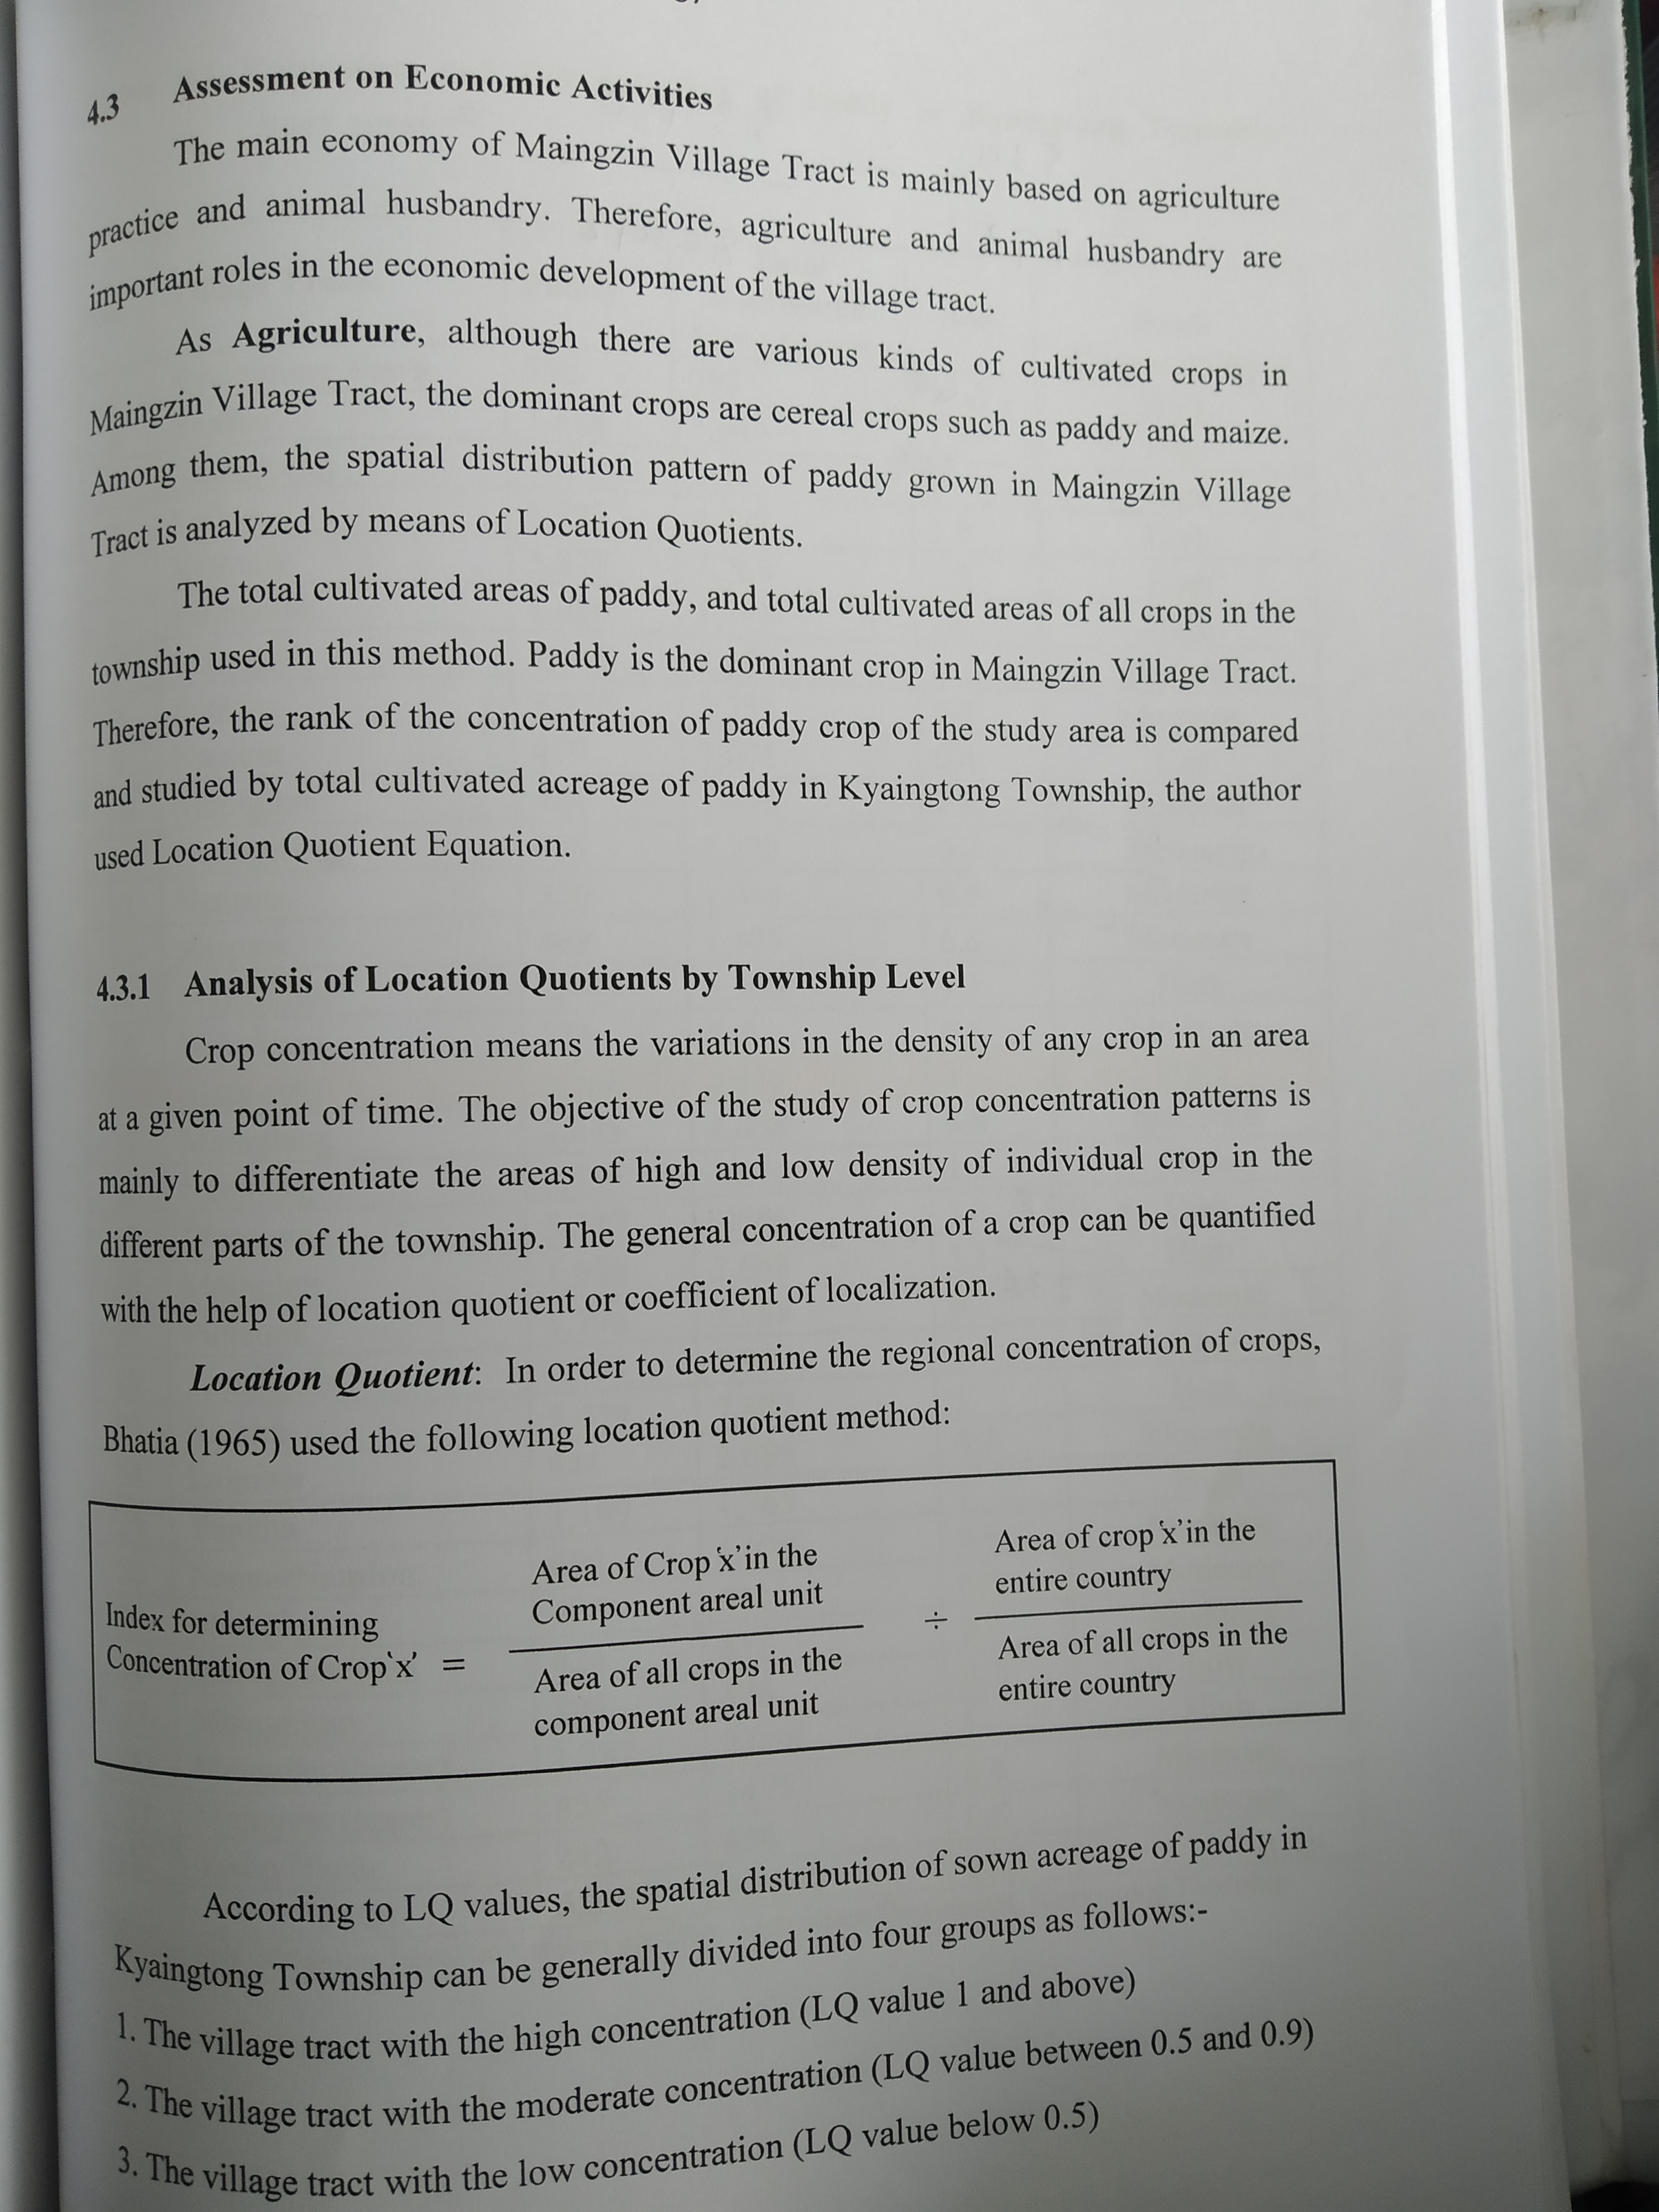 4.3 Assessment on Economic Activities
The main economy of Maingzin Village Tract is mainly based on agriculture
practice and animal husbandry. Therefore, agriculture and animal husbandry are
important roles in the economic development of the village tract.
As Agriculture, although there are various kinds of cultivated crops in
Maingzin Village Tract, the dominant crops are cereal crops such as paddy and maize.
Among them, the spatial distribution pattern of paddy grown in Maingzin Village
Tract is analyzed by means of Location Quotients.
The total cultivated areas of paddy, and total cultivated areas of all crops in the
township used in this method. Paddy is the dominant crop in Maingzin Village Tract.
Therefore, the rank of the concentration of paddy crop of the study area is compared
and studied by total cultivated acreage of paddy in Kyaingtong Township, the author
used Location Quotient Equation.
4.3.1 Analysis of Location Quotients by Township Level
Crop concentration means the variations in the density of any crop in an area
at a given point of time. The objective of the study of crop concentration patterns is
mainly to differentiate the areas of high and low density of individual crop in the
different parts of the township. The general concentration of a crop can be quantified
with the help of location quotient or coefficient of localization.
Location Quotient: In order to determine the regional concentration of crops,
Bhatia (1965) used the following location quotient method:
Index for determining
Concentration of Crop 'x' =
Area of Crop 'x' in the
Component areal unit
Area of all crops in the
component areal unit
÷
Area of crop 'x' in the
entire country
Area of all crops in the
entire country
According to LQ values, the spatial distribution of sown acreage of paddy in
Kyaingtong Township can be generally divided into four groups as follows:-
1. The village tract with the high concentration (LQ value 1 and above)
2. The village tract with the moderate concentration (LQ value between 0.5 and 0.9)
3. The village tract with the low concentration (LQ value below 0.5)